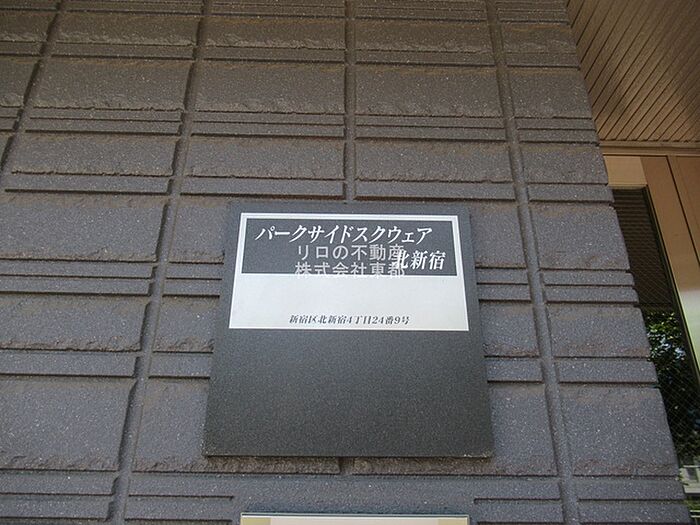 パークサイドスクウェア
北新宿
リロの不動産
株式会社東都
新宿区北新宿4丁目24番9号